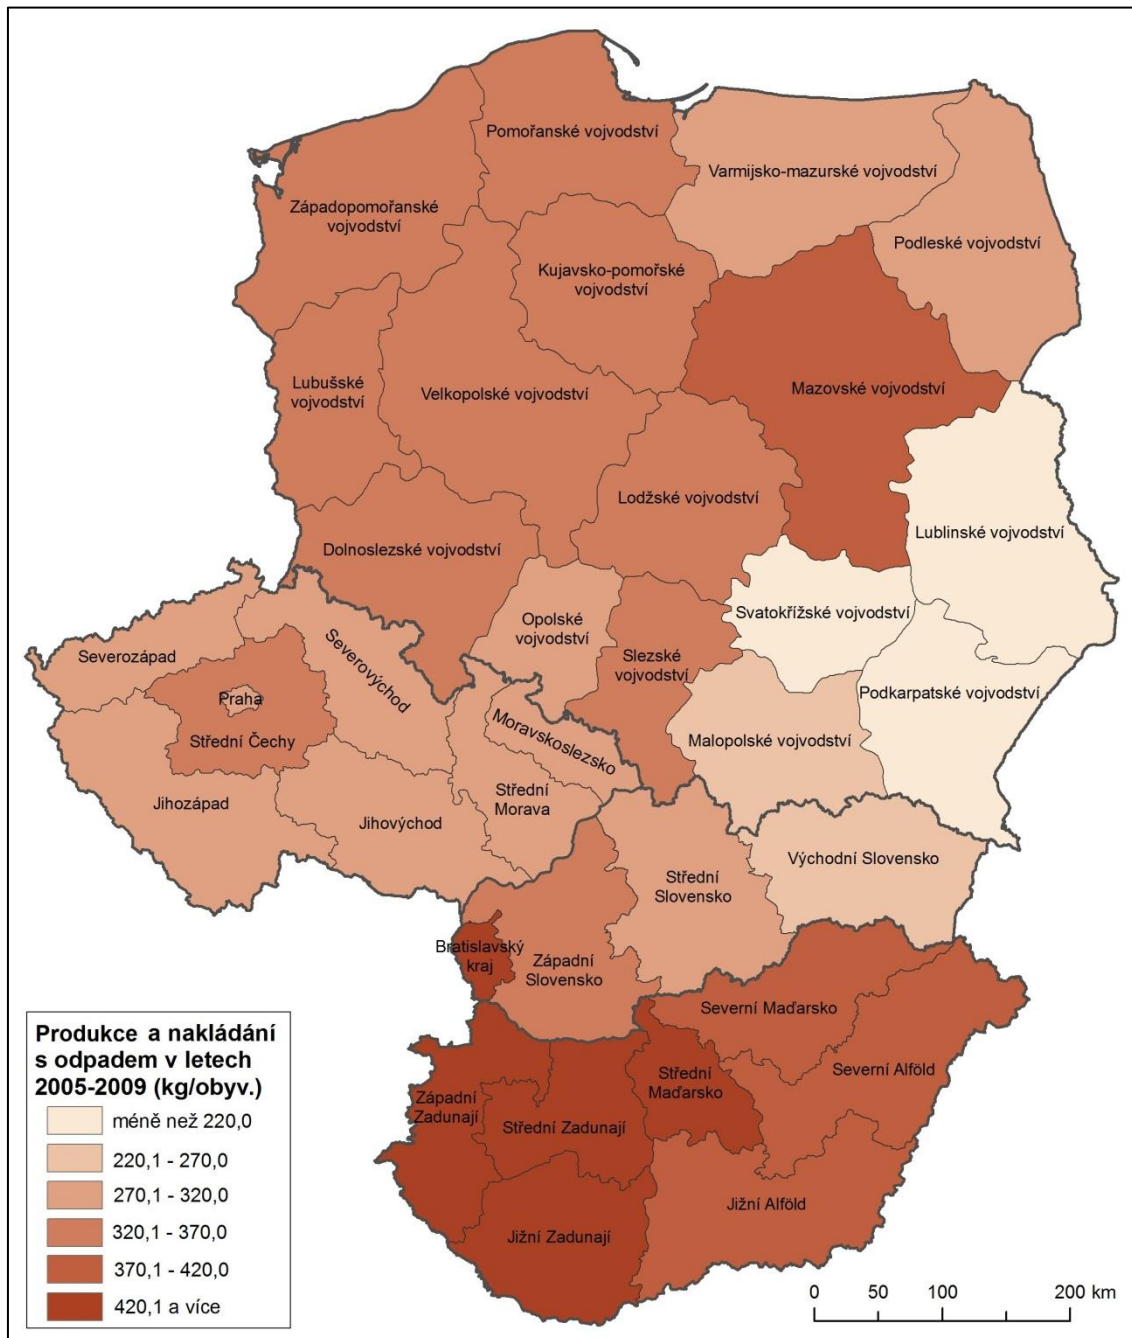 Pomořanské vojvodství
Varmijsko-mazurské vojvodství
Západopomořanské
vojvodství
Podleské vojvodství
Kujavsko-pomořské
vojvodství
Lubušské
vojvodství
Velkopolské vojvodství
Mazovské vojvodství
Lodžské vojvodství
Lublinské vojvodství
Dolnoslezské vojvodství
Svatokřížské vojvodství
Opolské
vojvodství
Slezské
vojvodství
Severozápad
Severovýchod
Praha
Podkarpatské vojvodství
Střední Čechy
Moravskoslezsko
Malopolské vojvodství
Jihozápad
Střední
Morava
Jihovýchod
Východní Slovensko
Střední
Slovensko
Bratislavský
kraj
Západní
Slovensko
Severní Maďarsko
Severní Alföld
Střední
Maďarsko
Západní
Zadunají
Střední Zadunají
Jižní Alföld
Jižní Zadunají
Produkce a nakládání
s odpadem v letech
2005-2009 (kg/obyv.)
méně než 220,0
220,1 - 270,0
270,1 - 320,0
320,1 - 370,0
370,1 - 420,0
420,1 a více
0 50 100 200 km